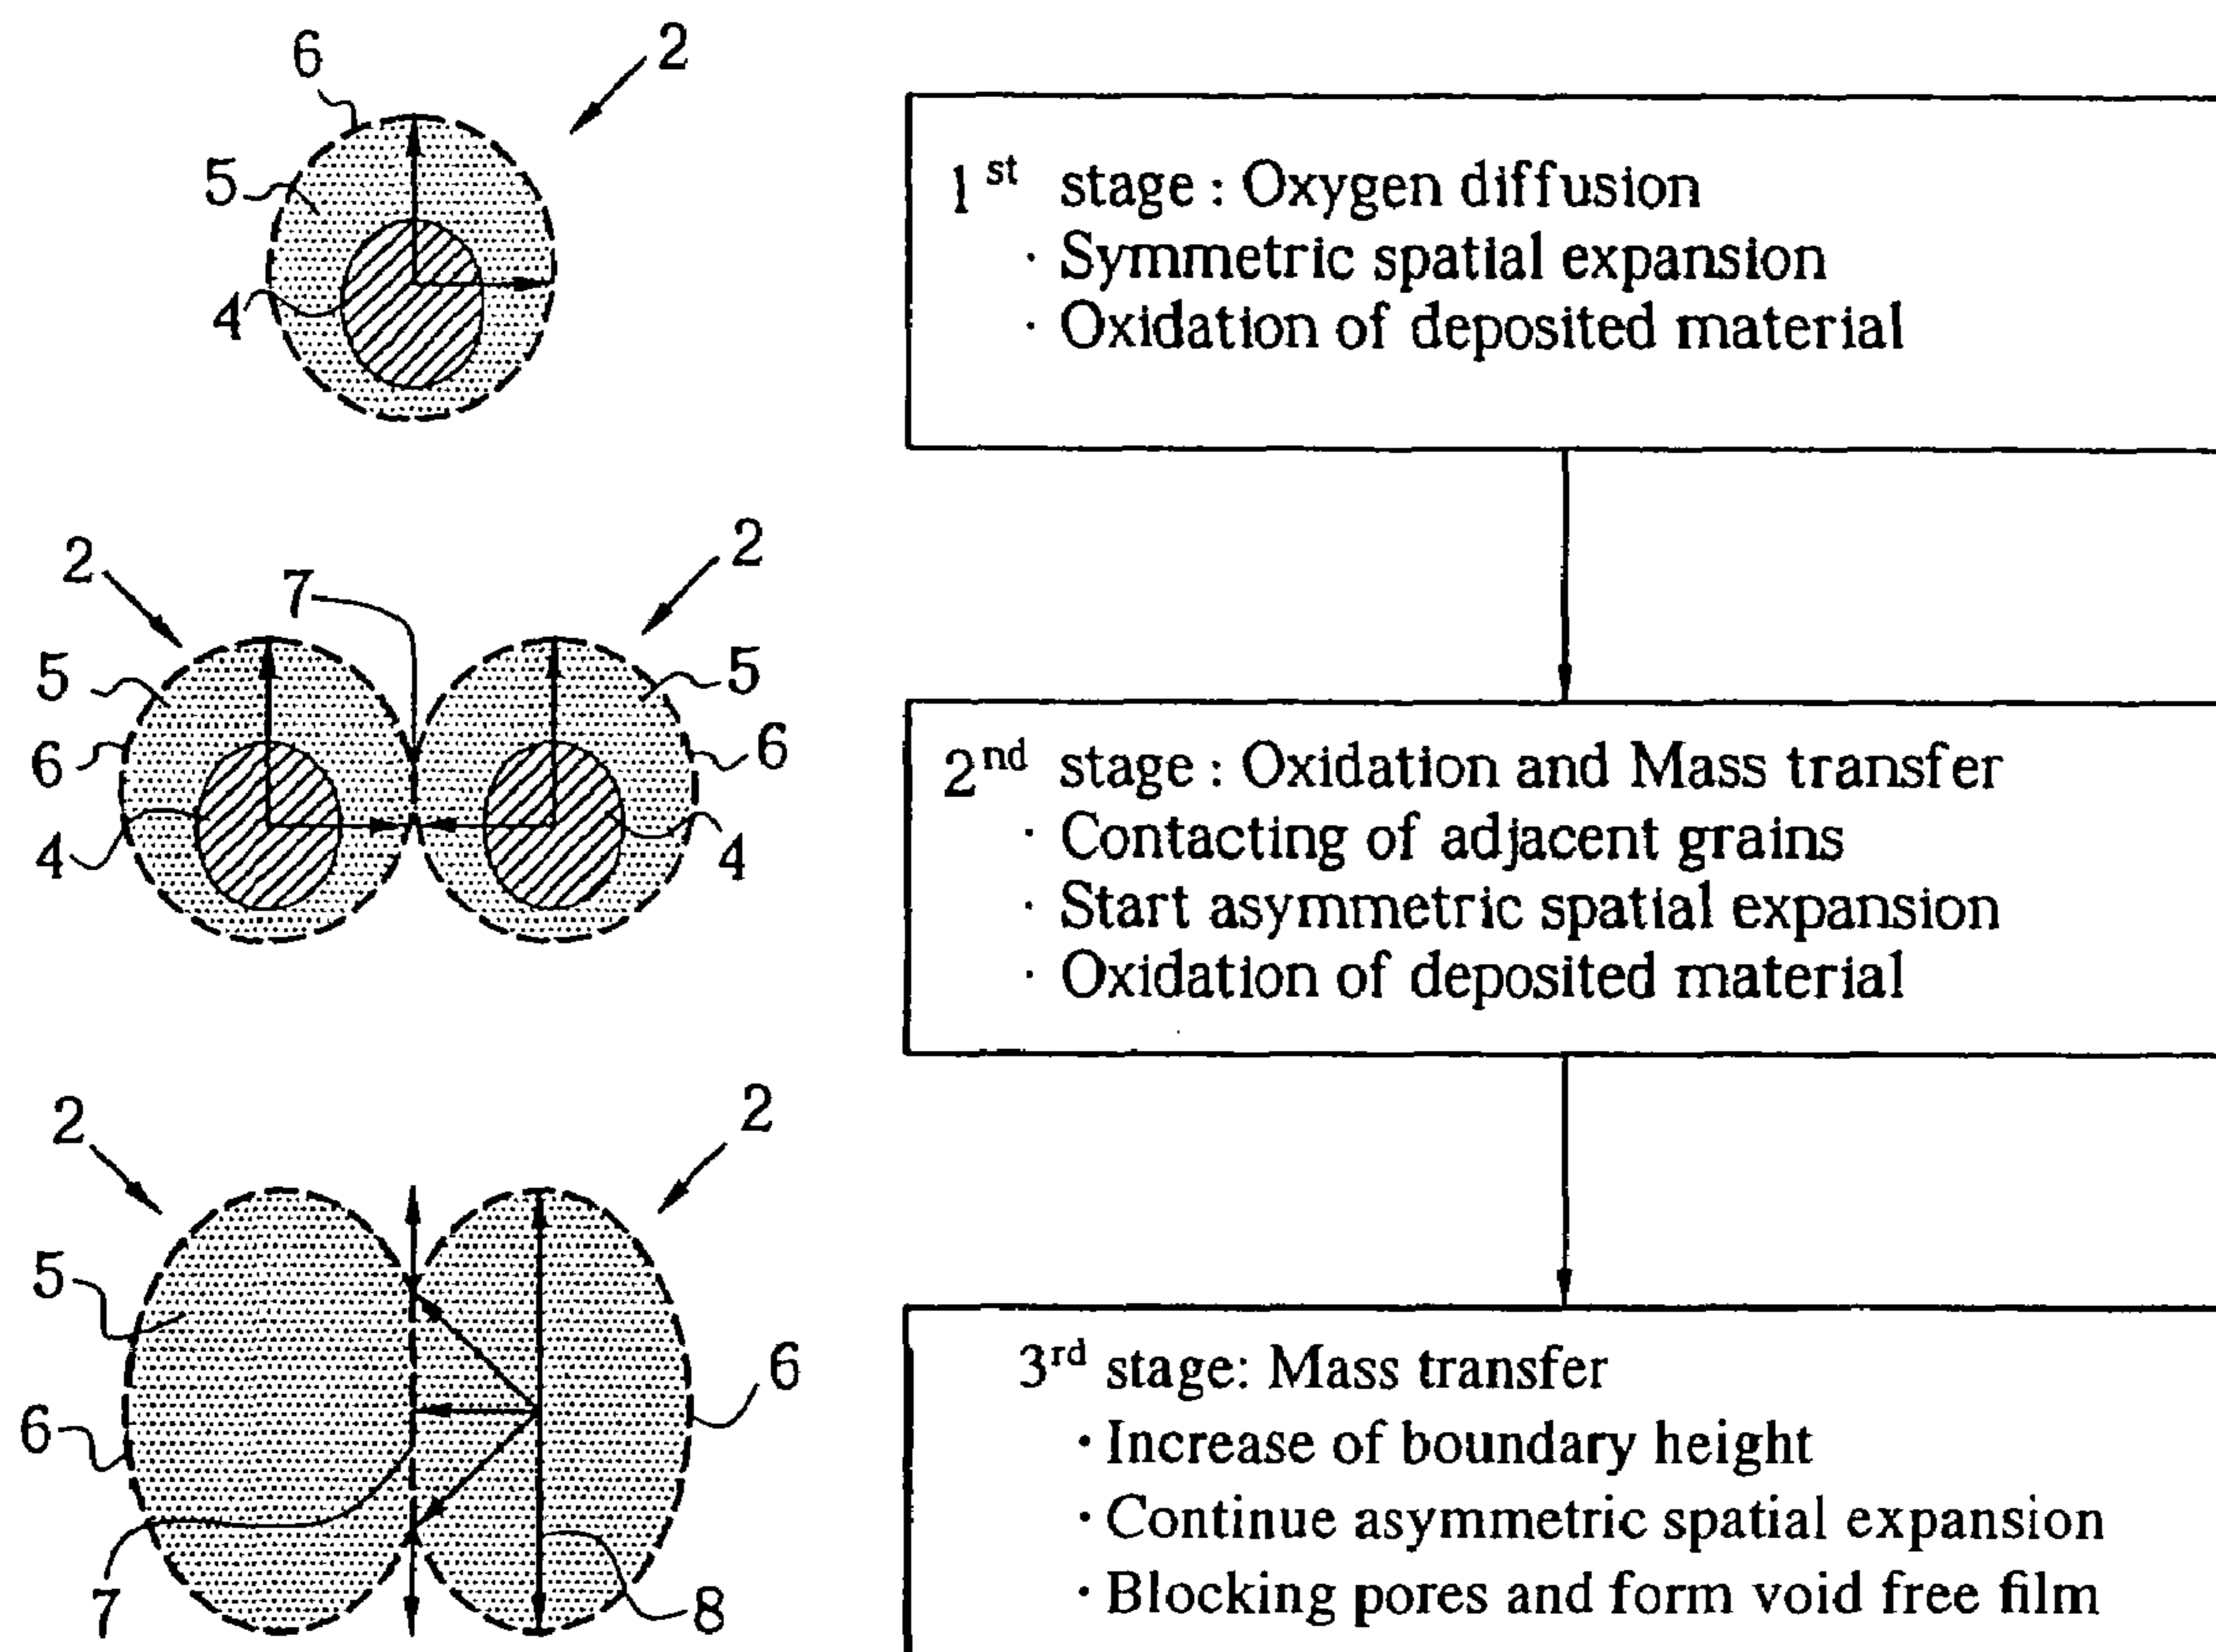 6
2
5
4
1st stage : Oxygen diffusion
· Symmetric spatial expansion
· Oxidation of deposited material
2
7
2
5
5
6
6
4
4
2nd stage : Oxidation and Mass transfer
· Contacting of adjacent grains
· Start asymmetric spatial expansion
· Oxidation of deposited material
2
2
5
6
6
7
8
3rd stage: Mass transfer
· Increase of boundary height
· Continue asymmetric spatial expansion
· Blocking pores and form void free film